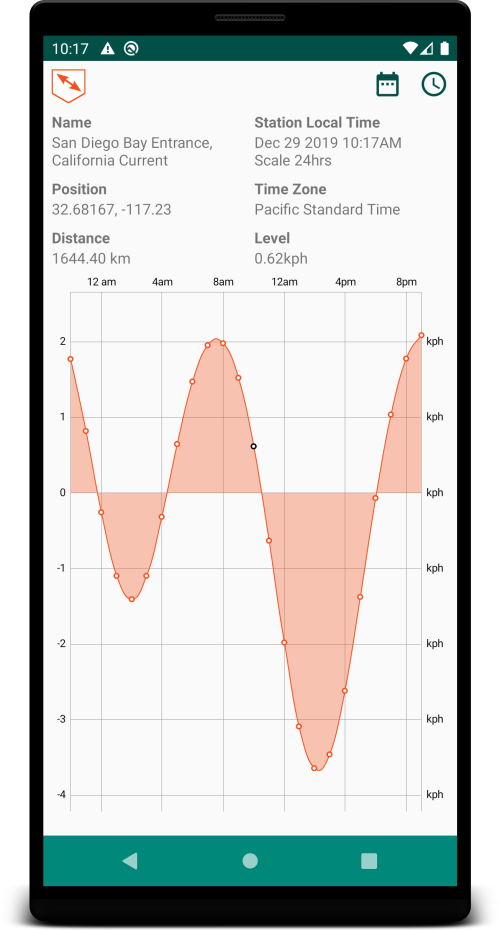 10:17
Name
San Diego Bay Entrance,
California Current
Station Local Time
Dec 29 2019 10:17AM
Scale 24hrs
Position
32.68167, -117.23
Time Zone
Pacific Standard Time
Distance
1644.40 km
Level
0.62kph
12 am 4am 8am 12am 4pm 8pm
2 kph
1 kph
0 kph
-1 kph
-2 kph
-3 kph
-4 kph